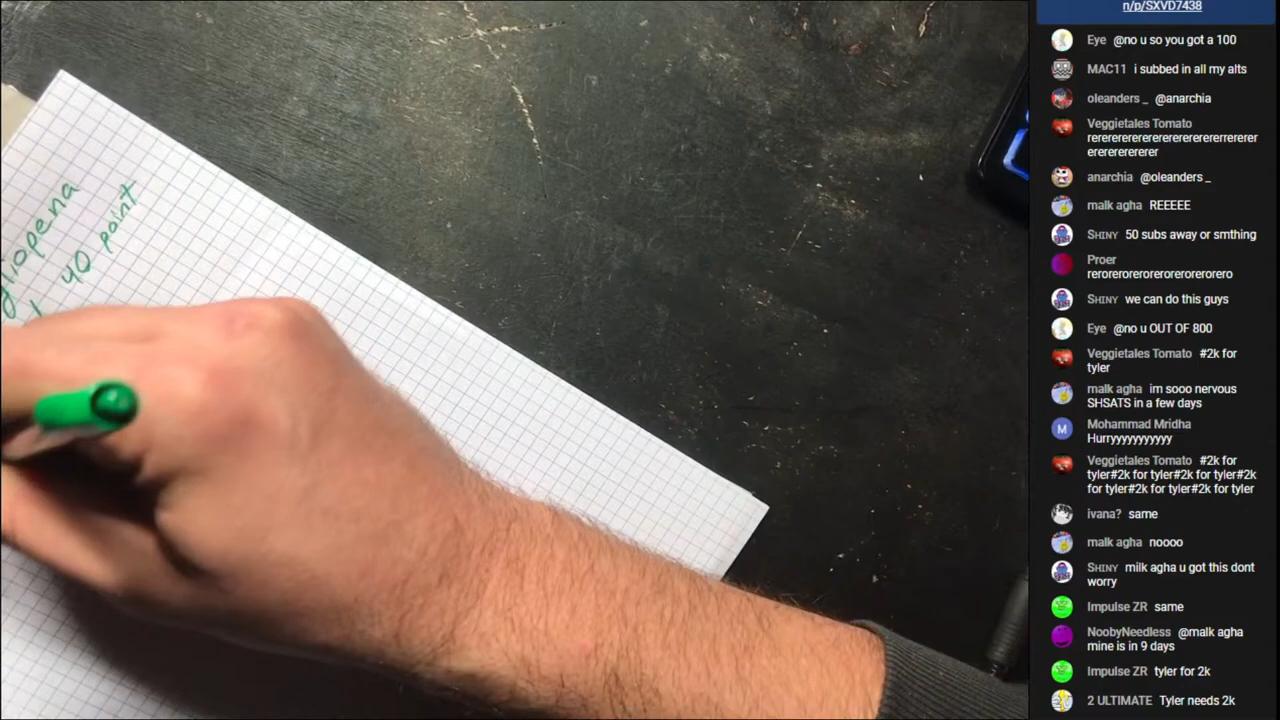 giopena
40 point
n/p/SXVD7438
Eye @no u so you got a 100
MAC11 i subbed in all my alts
oleanders _ @anarchia
Veggietales Tomato
rerererererererererererererrerererer
ererererererer
anarchia @oleanders _
malk agha REEEEE
SHINY 50 subs away or smthing
Proer
rerorerorerorerorerorerorero
SHINY we can do this guys
Eye @no u OUT OF 800
Veggietales Tomato #2k for
tyler
malk agha im sooo nervous
SHSATS in a few days
M Mohammad Mridha
Hurryyyyyyyyyy
Veggietales Tomato #2k for
tyler#2k for tyler#2k for tyler#2k
for tyler#2k for tyler#2k for tyler
ivana? same
malk agha noooo
SHINY milk agha u got this dont
worry
Impulse ZR same
NoobyNeedless @malk agha
mine is in 9 days
Impulse ZR tyler for 2k
2 ULTIMATE Tyler needs 2k